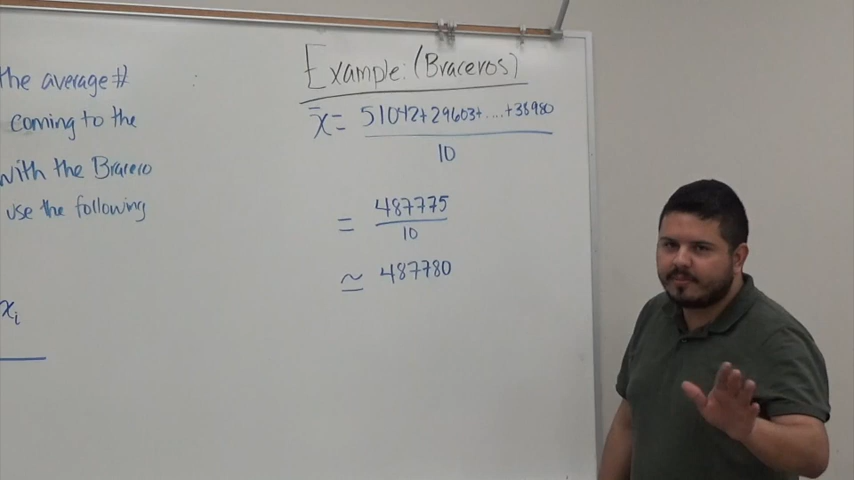 the average #
coming to the
with the Bracero
use the following
xᵢ
Example: (Braceros)
x̄ = 51042+29603+....+38980
10
= 487775
10
≃ 487780